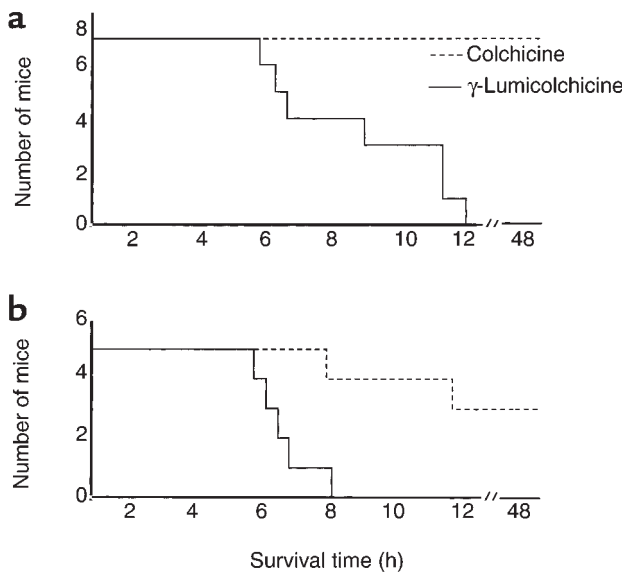 a
Number of mice
8
6
4
2
0
Colchicine
γ-Lumicolchicine
2 4 6 8 10 12 // 48
b
Number of mice
6
4
2
0
2 4 6 8 10 12 // 48
Survival time (h)